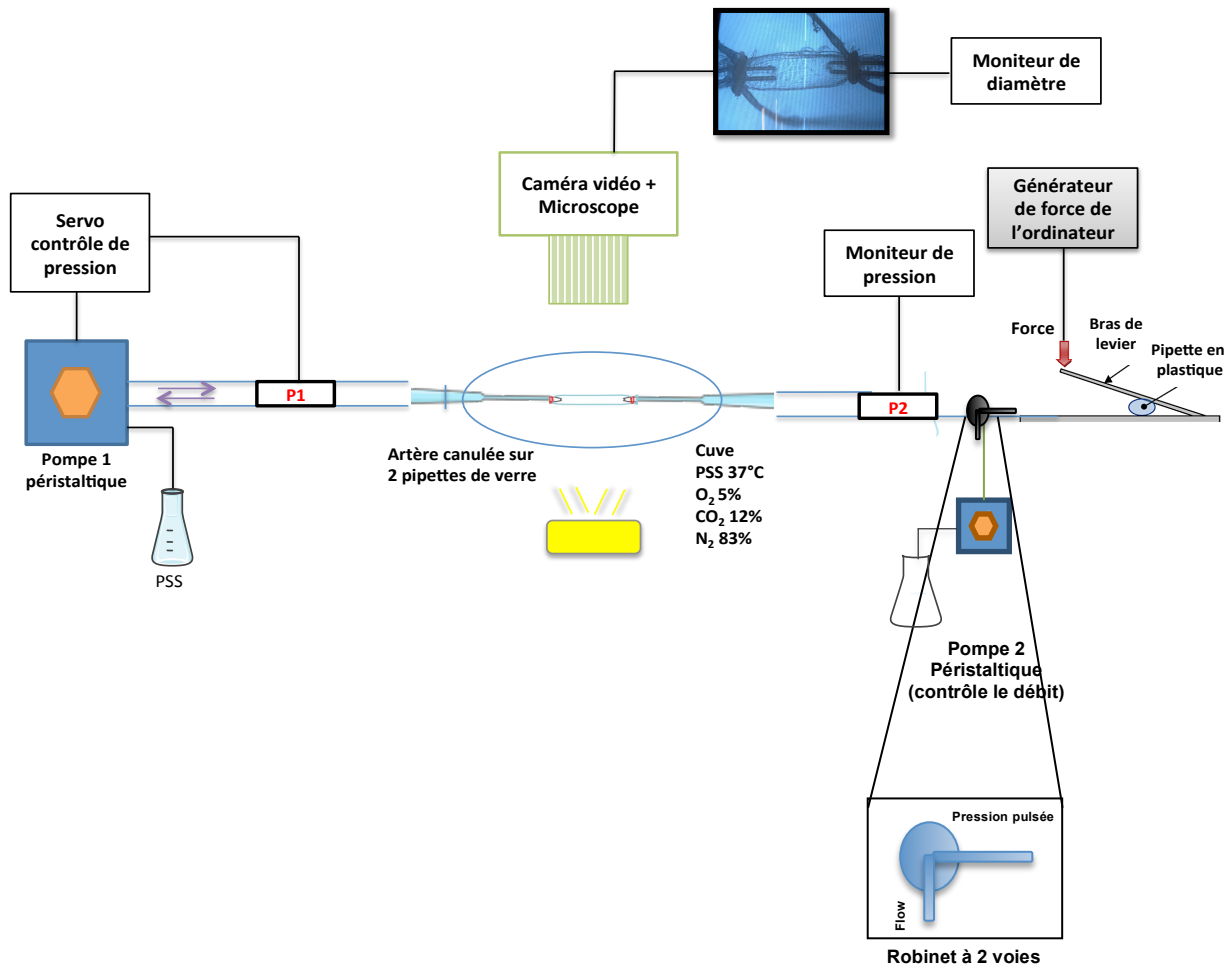 Moniteur de
diamètre
Caméra vidéo +
Microscope
Générateur
de force de
l’ordinateur
Servo
contrôle de
pression
Moniteur de
pression
Force
Bras de
levier
Pipette en
plastique
P1
P2
Pompe 1
péristaltique
Artère canulée sur
2 pipettes de verre
Cuve
PSS 37°C
O₂ 5%
CO₂ 12%
N₂ 83%
PSS
Pompe 2
Péristaltique
(contrôle le débit)
Pression pulsée
Flow
Robinet à 2 voies